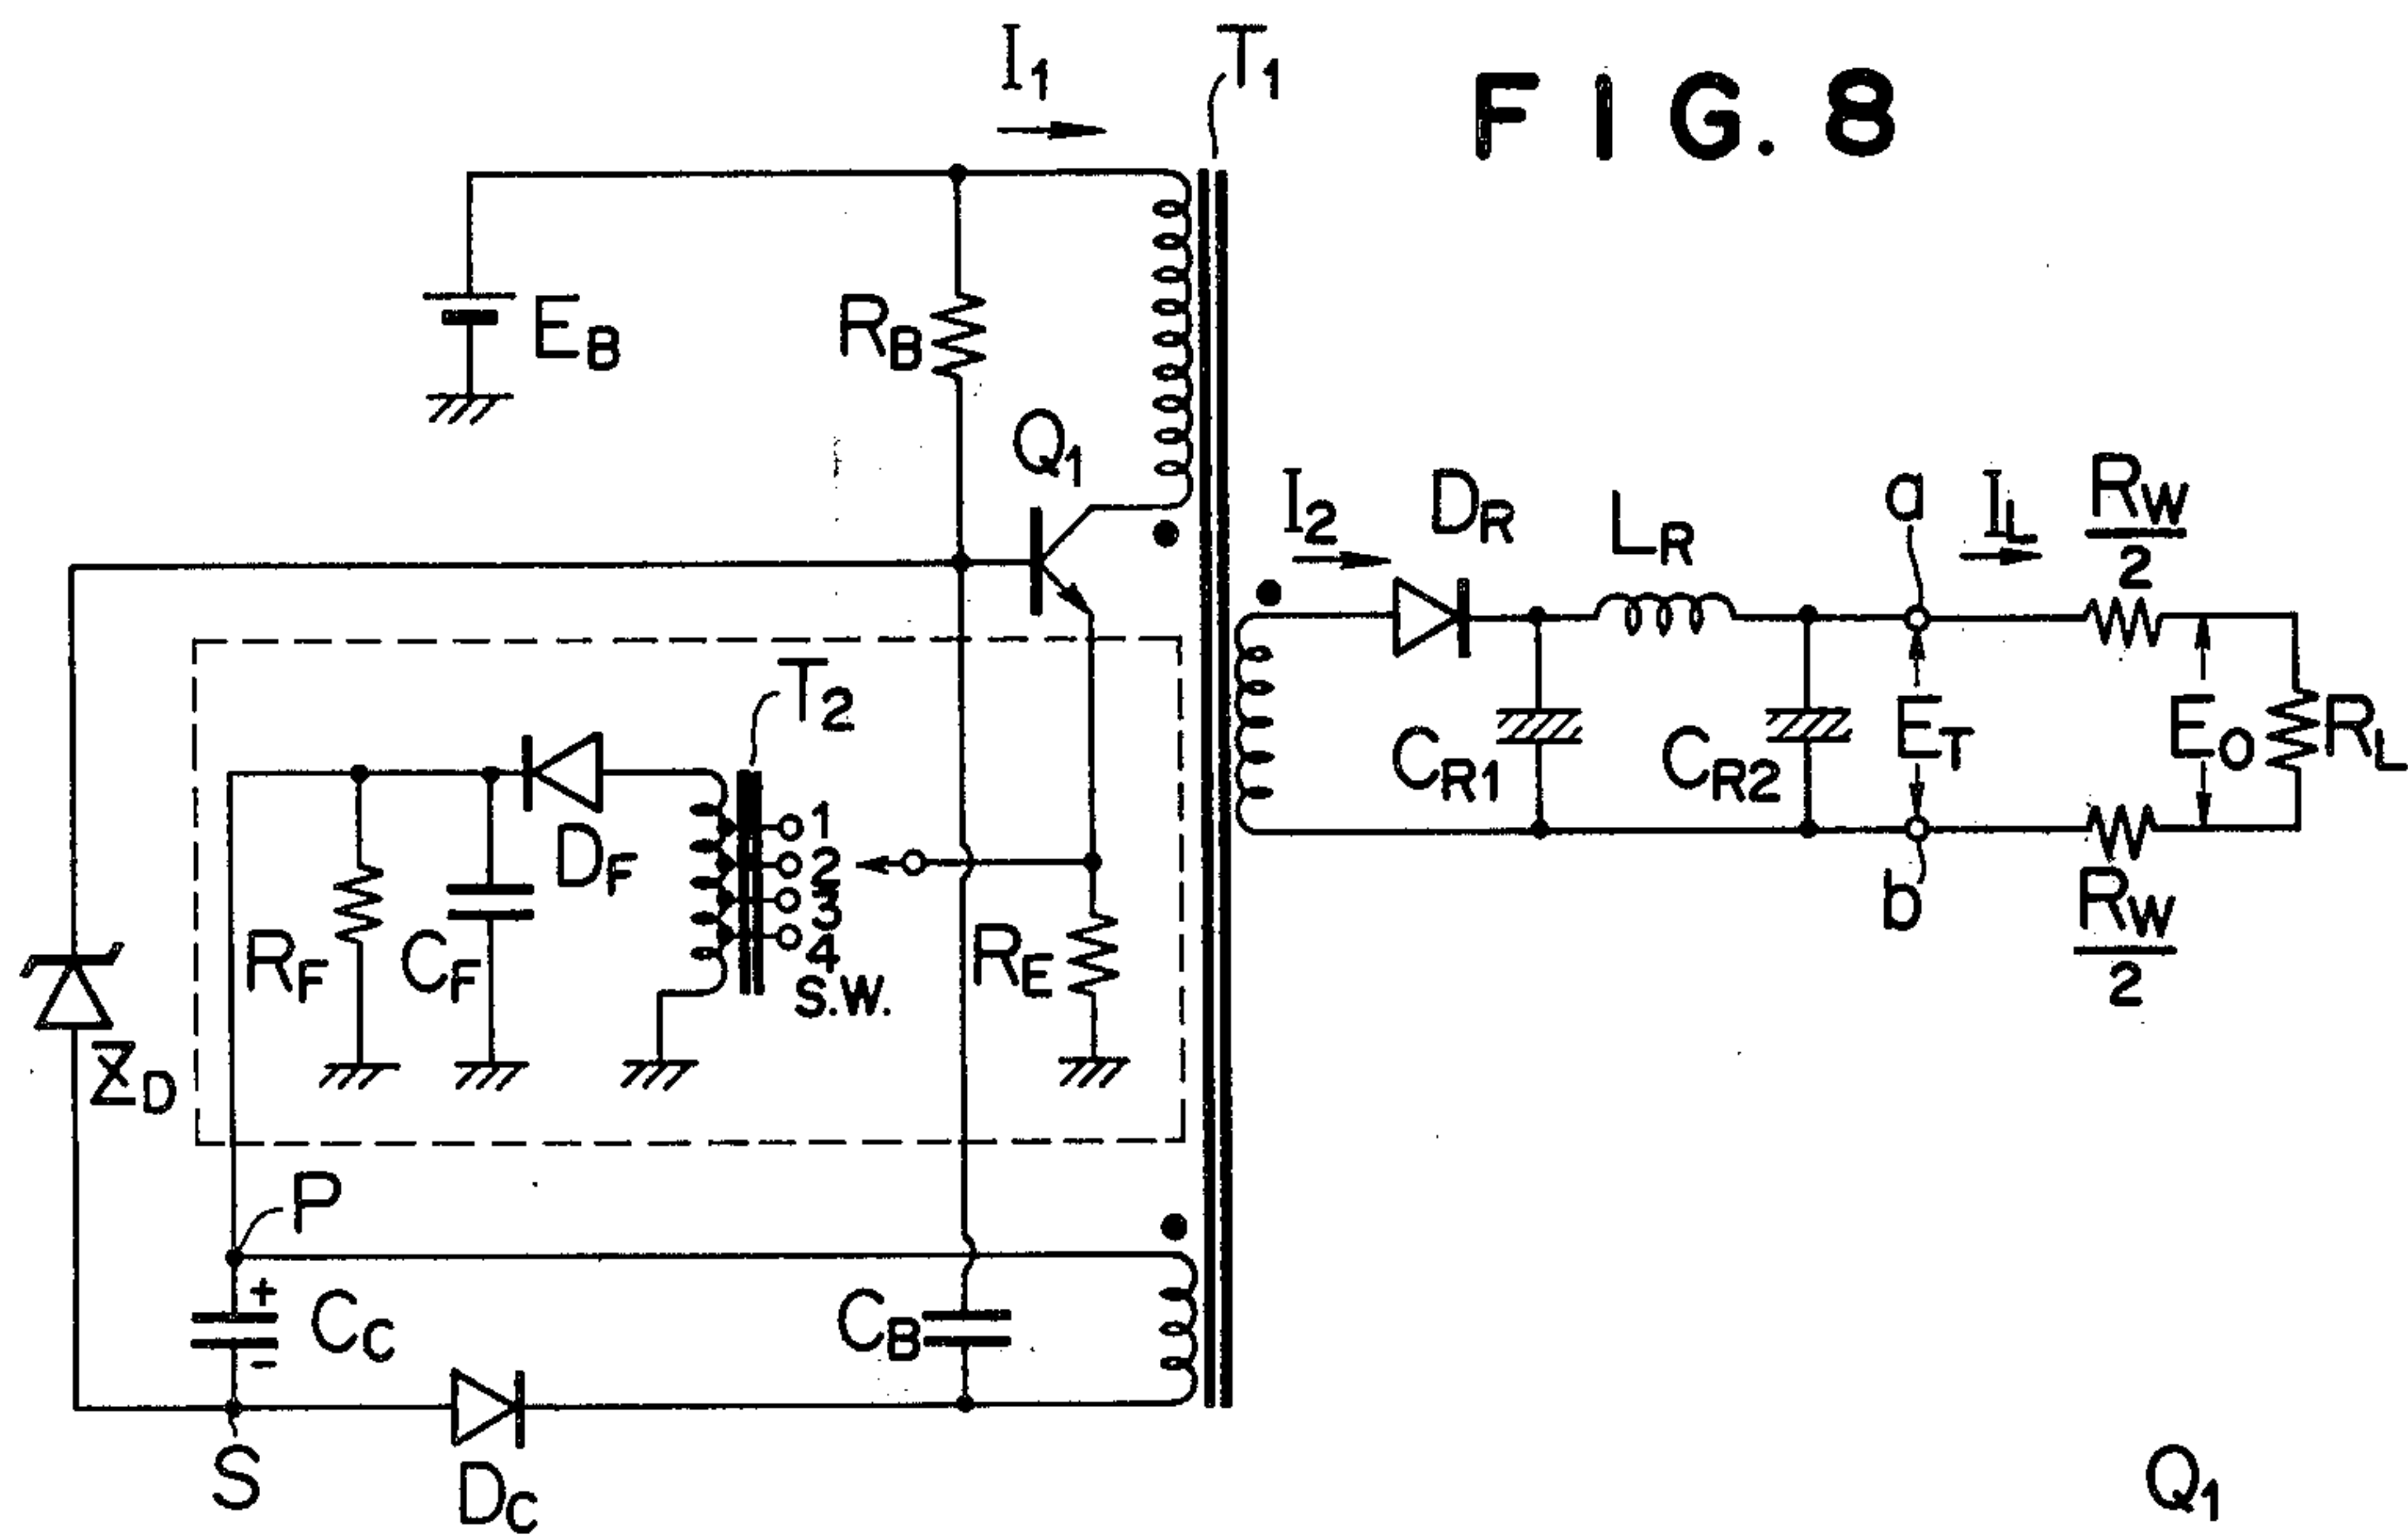 I1
T1
FIG. 8
EB
RB
Q1
I2
DR
LR
a
IL
RW
2
T2
CR1
CR2
ET
EO
RL
DF
1
2
3
4
S.W.
RF
CF
RE
b
RW
2
ZD
P
+
CC
-
CB
S
DC
Q1